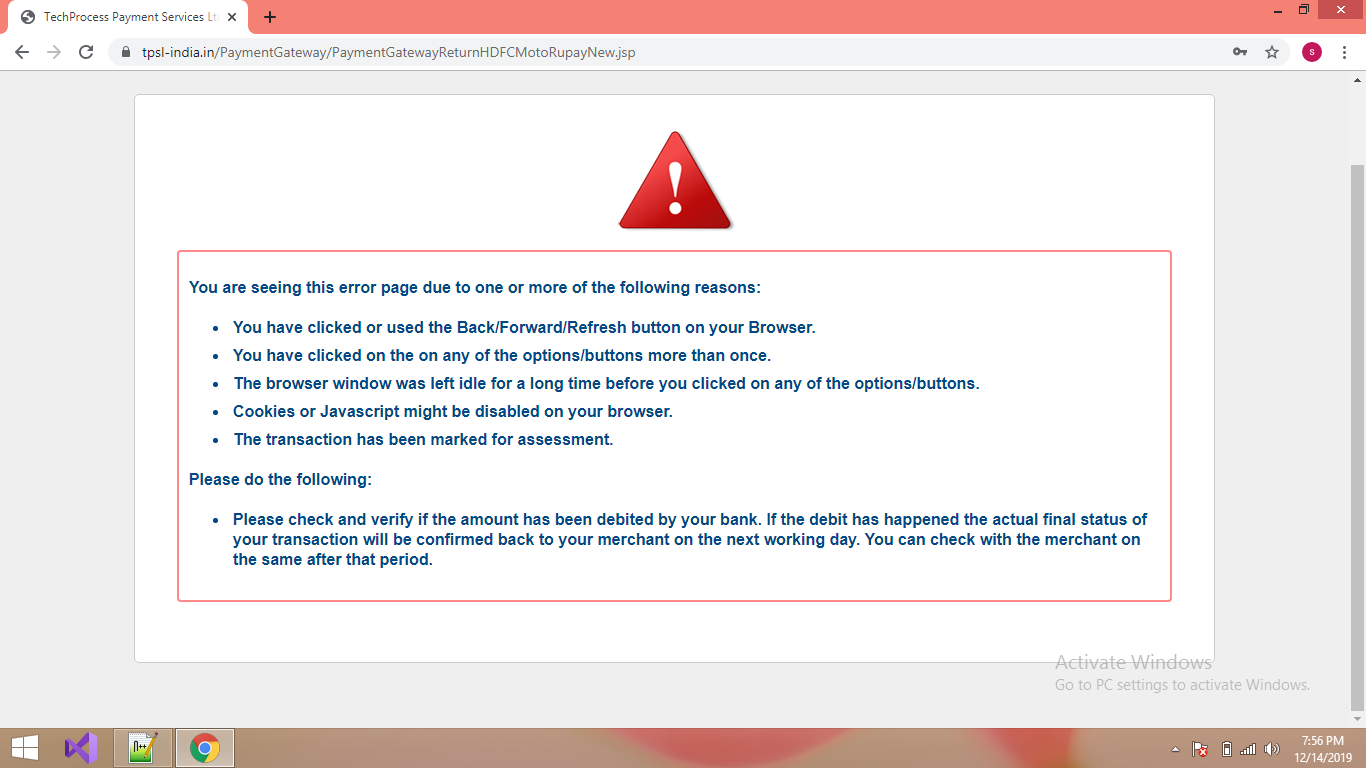 TechProcess Payment Services Lt
tpsl-india.in/PaymentGateway/PaymentGatewayReturnHDFCMotoRupayNew.jsp
s
You are seeing this error page due to one or more of the following reasons:
• You have clicked or used the Back/Forward/Refresh button on your Browser.
• You have clicked on the on any of the options/buttons more than once.
• The browser window was left idle for a long time before you clicked on any of the options/buttons.
• Cookies or Javascript might be disabled on your browser.
• The transaction has been marked for assessment.
Please do the following:
• Please check and verify if the amount has been debited by your bank. If the debit has happened the actual final status of
your transaction will be confirmed back to your merchant on the next working day. You can check with the merchant on
the same after that period.
Activate Windows
Go to PC settings to activate Windows.
7:56 PM
12/14/2019